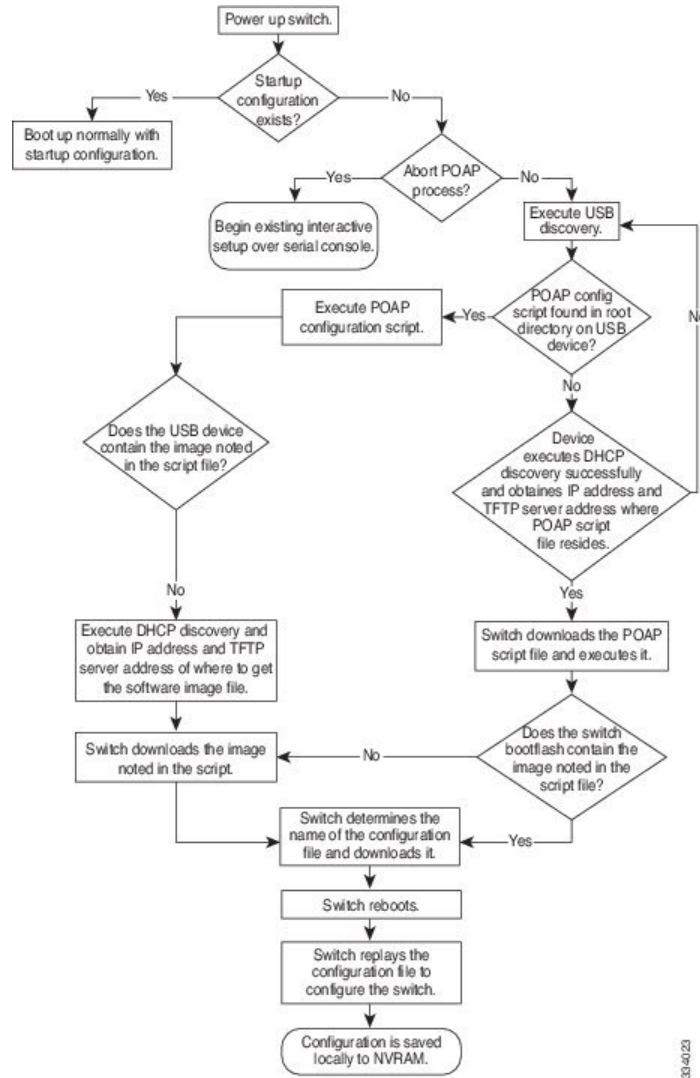 Power up switch.
Startup
configuration
exists?
Yes
No
Boot up normally with
startup configuration.
Abort POAP
process?
Yes
No
Begin existing interactive
setup over serial console.
Execute USB
discovery.
POAP config
script found in root
directory on USB
device?
Yes
Execute POAP
configuration script.
No
No
Does the USB device
contain the image noted
in the script file?
Device
executes DHCP
discovery successfully
and obtaines IP address and
TFTP server address where
POAP script
file resides.
No
Yes
Execute DHCP discovery and
obtain IP address and TFTP
server address of where to get
the software image file.
Switch downloads the POAP
script file and executes it.
Switch downloads the image
noted in the script.
No
Does the switch
bootflash contain the
image noted in the
script file?
Yes
Switch determines the
name of the configuration
file and downloads it.
Switch reboots.
Switch replays the
configuration file to
configure the switch.
Configuration is saved
locally to NVRAM.
334023